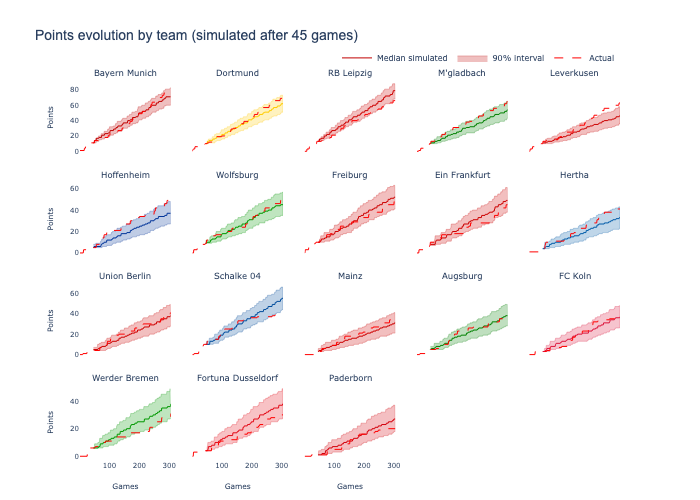 Points evolution by team (simulated after 45 games)
Median simulated 90% interval Actual
Bayern Munich Dortmund RB Leipzig M'gladbach Leverkusen
80
60
40
20
0
Points
Hoffenheim Wolfsburg Freiburg Ein Frankfurt Hertha
60
40
20
0
Points
Union Berlin Schalke 04 Mainz Augsburg FC Koln
60
40
20
0
Points
Werder Bremen Fortuna Dusseldorf Paderborn
40
20
0
Points
100 200 300 100 200 300 100 200 300
Games Games Games